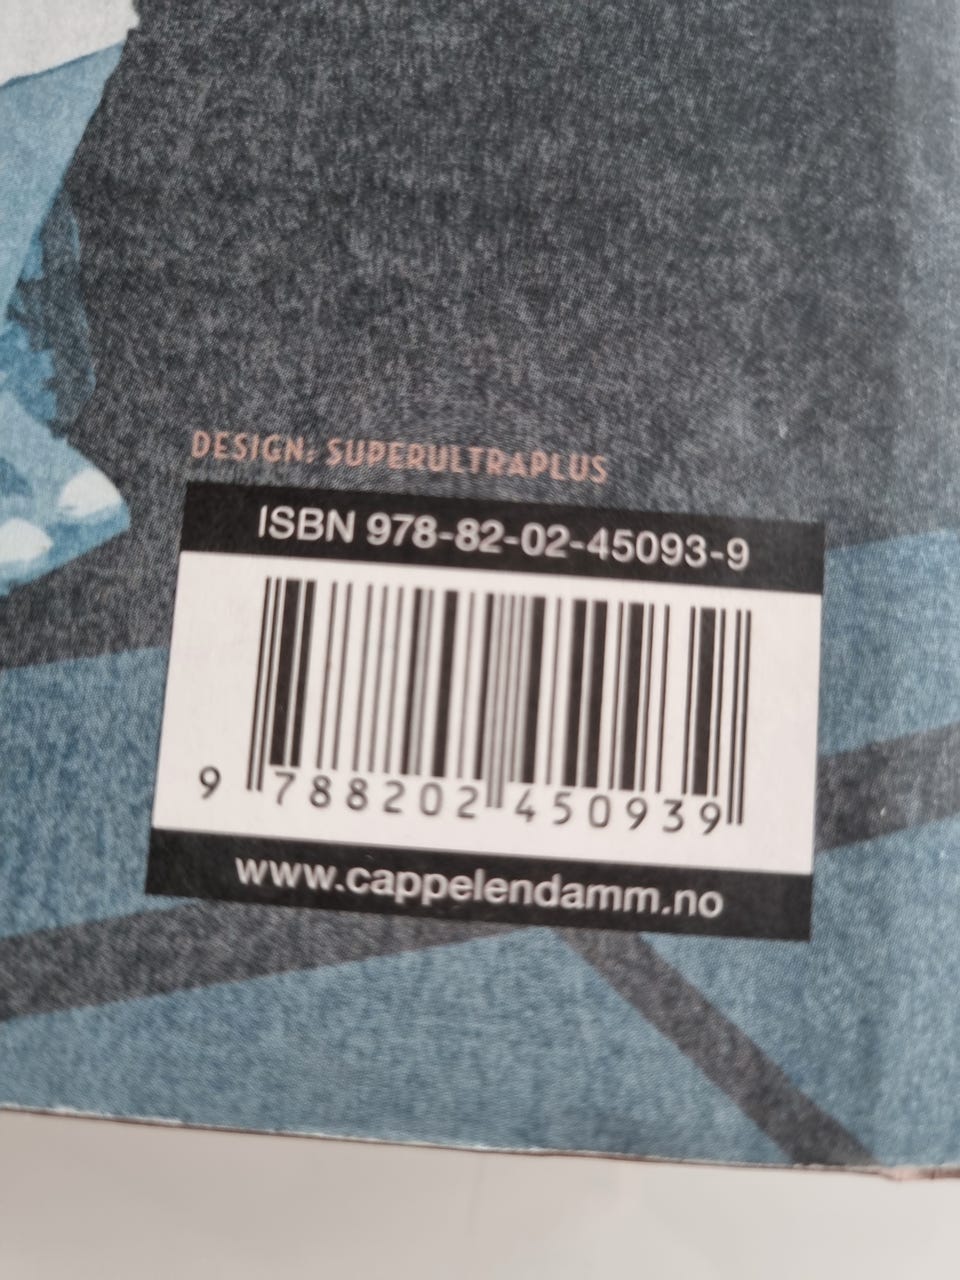 DESIGN: SUPERULTRAPLUS
ISBN 978-82-02-45093-9
9 788202 450939
www.cappelendamm.no